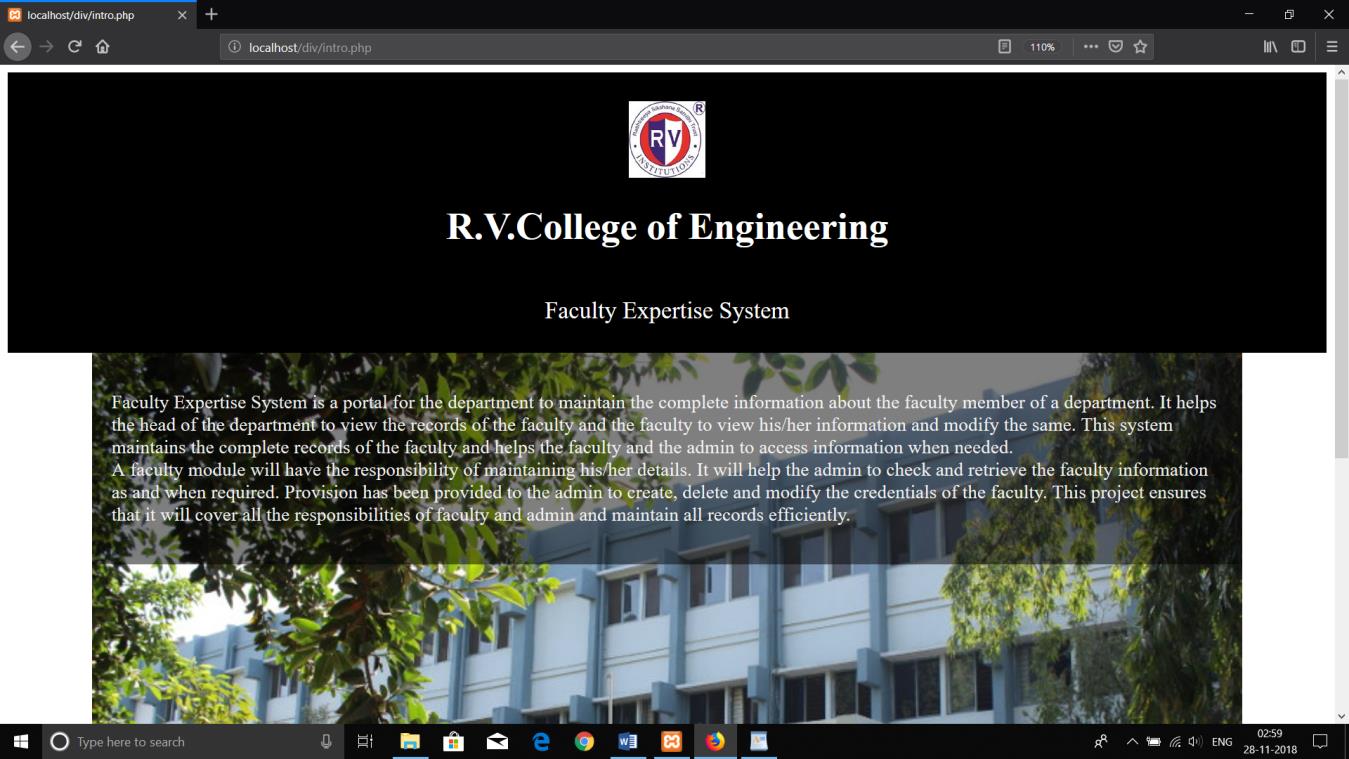 localhost/div/intro.php
localhost/div/intro.php
110%
Rashtreeya Sikshana Samithi Trust
R
RV
INSTITUTIONS
R.V.College of Engineering
Faculty Expertise System
Faculty Expertise System is a portal for the department to maintain the complete information about the faculty member of a department. It helps
the head of the department to view the records of the faculty and the faculty to view his/her information and modify the same. This system
maintains the complete records of the faculty and helps the faculty and the admin to access information when needed.
A faculty module will have the responsibility of maintaining his/her details. It will help the admin to check and retrieve the faculty information
as and when required. Provision has been provided to the admin to create, delete and modify the credentials of the faculty. This project ensures
that it will cover all the responsibilities of faculty and admin and maintain all records efficiently.
Type here to search
ENG
02:59
28-11-2018